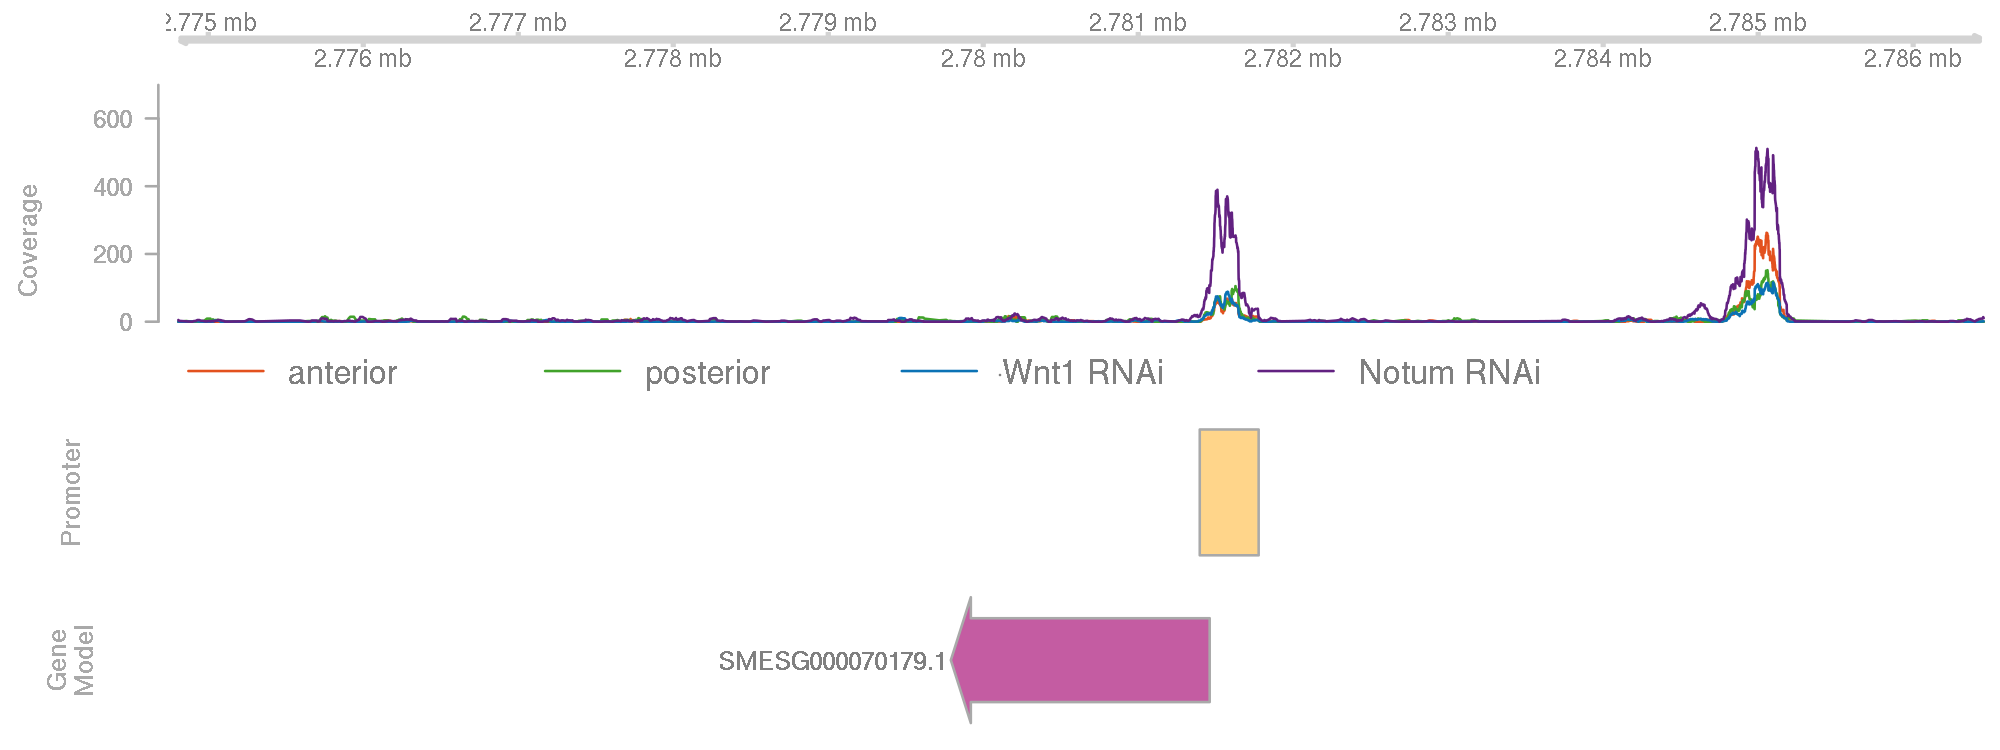 2.775 mb 2.777 mb 2.779 mb 2.781 mb 2.783 mb 2.785 mb
2.776 mb 2.778 mb 2.78 mb 2.782 mb 2.784 mb 2.786 mb
600
400
200
0
Coverage
anterior posterior Wnt1 RNAi Notum RNAi
Promoter
Gene
Model
SMESG000070179.1